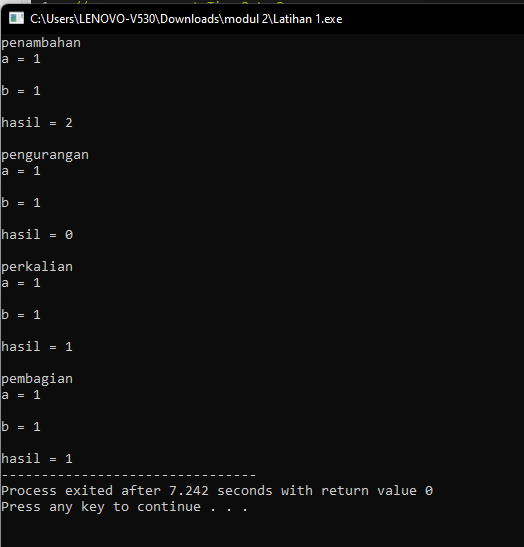 C:\Users\LENOVO-V530\Downloads\modul 2\Latihan 1.exe
penambahan
a = 1
b = 1
hasil = 2
pengurangan
a = 1
b = 1
hasil = 0
perkalian
a = 1
b = 1
hasil = 1
pembagian
a = 1
b = 1
hasil = 1
--------------------------------
Process exited after 7.242 seconds with return value 0
Press any key to continue . . .